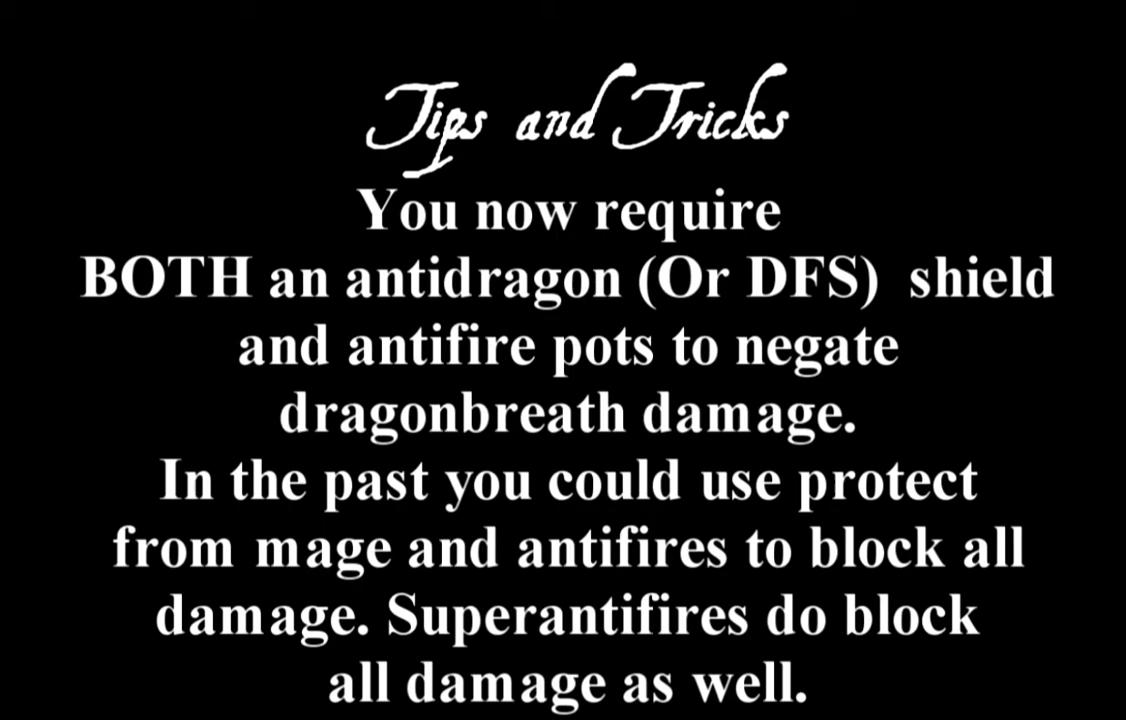 Tips and Tricks
You now require
BOTH an antidragon (Or DFS) shield
and antifire pots to negate
dragonbreath damage.
In the past you could use protect
from mage and antifires to block all
damage. Superantifires do block
all damage as well.